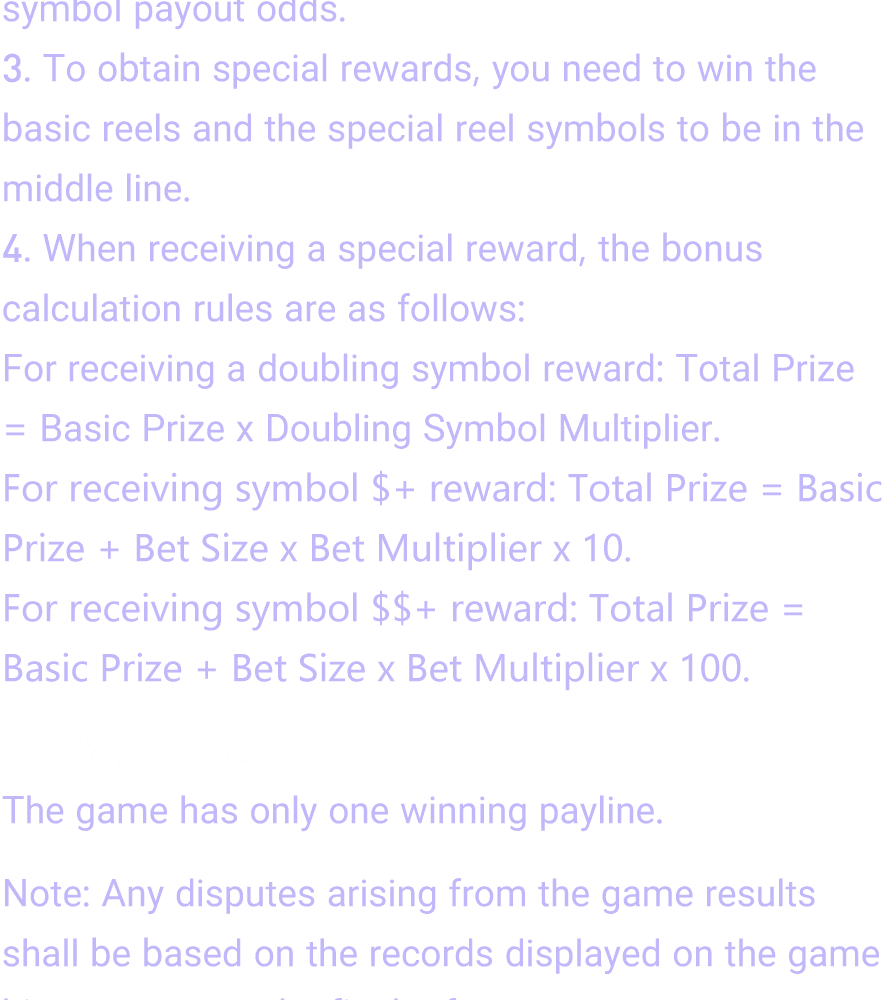 symbol payout odds.
3. To obtain special rewards, you need to win the
basic reels and the special reel symbols to be in the
middle line.
4. When receiving a special reward, the bonus
calculation rules are as follows:
For receiving a doubling symbol reward: Total Prize
= Basic Prize x Doubling Symbol Multiplier.
For receiving symbol $+ reward: Total Prize = Basic
Prize + Bet Size x Bet Multiplier x 10.
For receiving symbol $$+ reward: Total Prize =
Basic Prize + Bet Size x Bet Multiplier x 100.
The game has only one winning payline.
Note: Any disputes arising from the game results
shall be based on the records displayed on the game